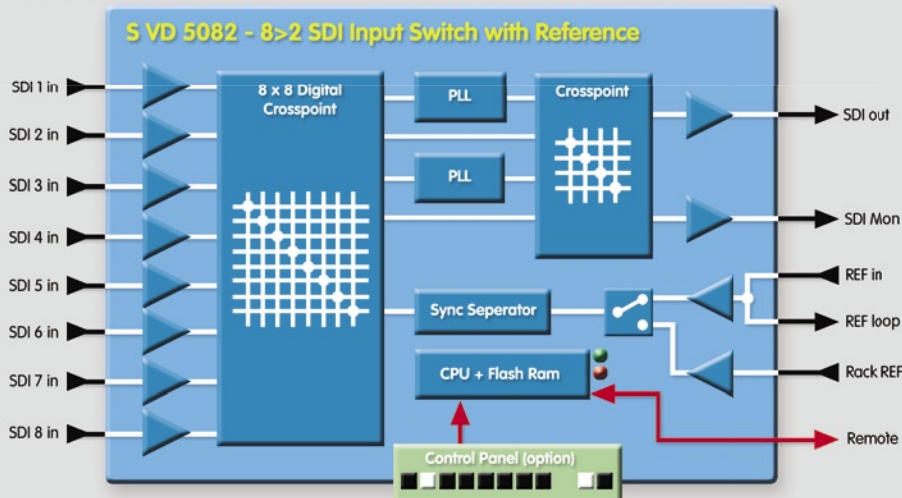 S VD 5082 - 8>2 SDI Input Switch with Reference
SDI 1 in
SDI 2 in
SDI 3 in
SDI 4 in
SDI 5 in
SDI 6 in
SDI 7 in
SDI 8 in
8 x 8 Digital
Crosspoint
PLL
PLL
Crosspoint
Sync Seperator
CPU + Flash Ram
Control Panel (option)
SDI out
SDI Mon
REF in
REF loop
Rack REF
Remote